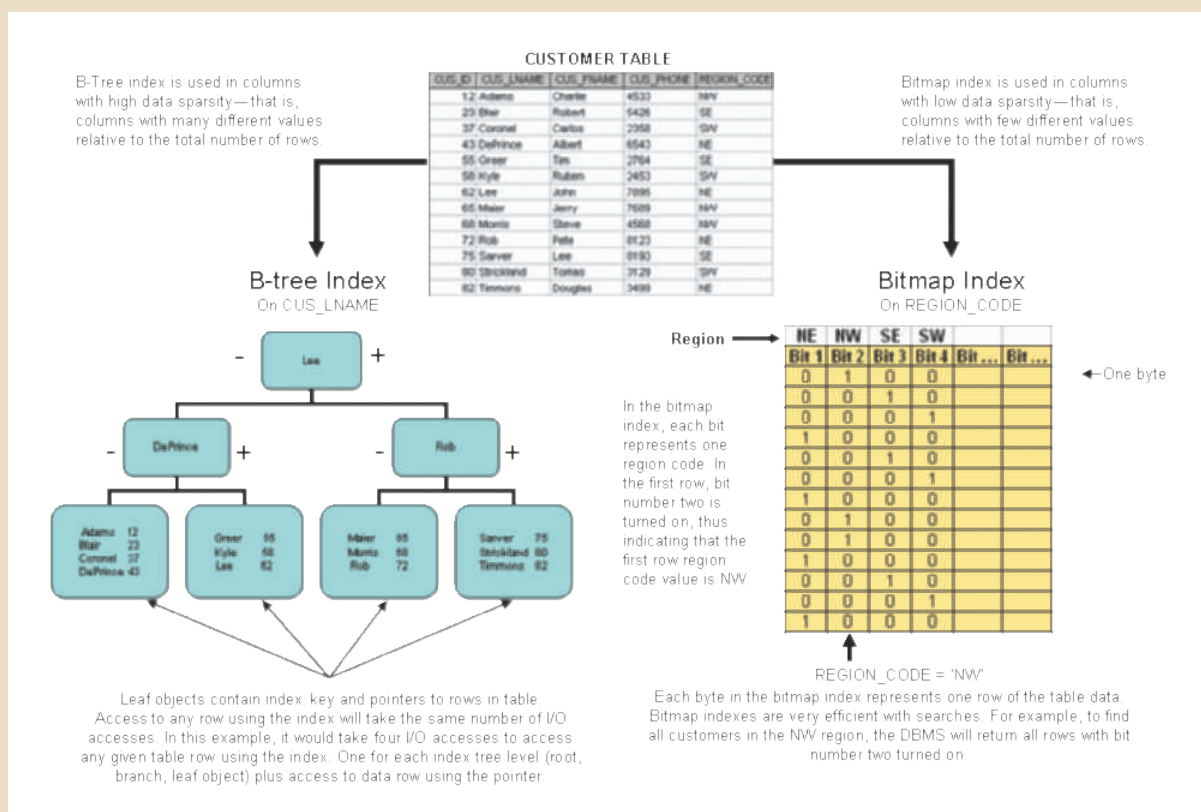 CUSTOMER TABLE
B-Tree index is used in columns
with high data sparsity—that is,
columns with many different values
relative to the total number of rows.
Bitmap index is used in columns
with low data sparsity—that is,
columns with few different values
relative to the total number of rows.
CUS_ID CUS_LNAME CUS_FNAME CUS_PHONE REGION_CODE
12 Adams Charlie 4533 NW
23 Blair Robert 5426 SE
37 Coronel Carlos 2358 SW
43 DePrince Albert 6543 NE
55 Greer Tim 2764 SE
58 Kyle Ruben 2453 SW
62 Lee John 7895 NE
65 Maier Jerry 7689 NW
68 Morris Steve 4568 NW
72 Rob Pete 8123 NE
75 Sarver Lee 8193 SE
80 Strickland Tomas 3129 SW
82 Timmons Douglas 3499 NE
B-tree Index
On CUS_LNAME
Lee
- +
DePrince
- +
Rob
- +
Adams 12
Blair 23
Coronel 37
DePrince 43
Greer 55
Kyle 58
Lee 62
Maier 65
Morris 68
Rob 72
Sarver 75
Strickland 80
Timmons 82
Leaf objects contain index key and pointers to rows in table.
Access to any row using the index will take the same number of I/O
accesses. In this example, it would take four I/O accesses to access
any given table row using the index: One for each index tree level (root,
branch, leaf object) plus access to data row using the pointer.
Bitmap Index
On REGION_CODE
Region
NE NW SE SW
Bit 1 Bit 2 Bit 3 Bit 4 Bit ... Bit ...
0 1 0 0
0 0 1 0
0 0 0 1
1 0 0 0
0 0 1 0
0 0 0 1
1 0 0 0
0 1 0 0
0 1 0 0
1 0 0 0
0 0 1 0
0 0 0 1
1 0 0 0
One byte
In the bitmap
index, each bit
represents one
region code. In
the first row, bit
number two is
turned on, thus
indicating that the
first row region
code value is NW.
REGION_CODE = 'NW'
Each byte in the bitmap index represents one row of the table data.
Bitmap indexes are very efficient with searches. For example, to find
all customers in the NW region, the DBMS will return all rows with bit
number two turned on.